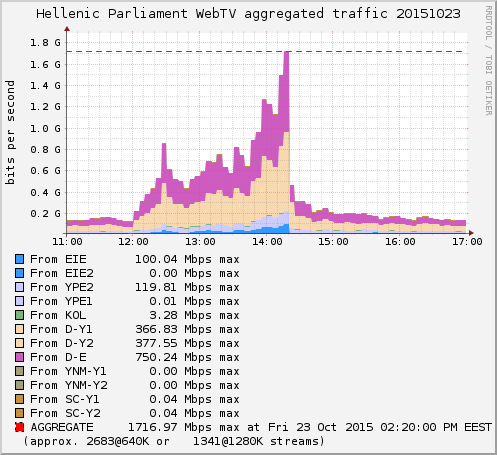 Hellenic Parliament WebTV aggregated traffic 20151023
RRDTOOL / TOBI OETIKER
bits per second
1.8 G
1.6 G
1.4 G
1.2 G
1.0 G
0.8 G
0.6 G
0.4 G
0.2 G
11:00 12:00 13:00 14:00 15:00 16:00 17:00
From EIE 100.04 Mbps max
From EIE2 0.00 Mbps max
From YPE2 119.81 Mbps max
From YPE1 0.01 Mbps max
From KOL 3.28 Mbps max
From D-Y1 366.83 Mbps max
From D-Y2 377.55 Mbps max
From D-E 750.24 Mbps max
From YNM-Y1 0.00 Mbps max
From YNM-Y2 0.00 Mbps max
From SC-Y1 0.04 Mbps max
From SC-Y2 0.04 Mbps max
AGGREGATE 1716.97 Mbps max at Fri 23 Oct 2015 02:20:00 PM EEST
(approx. 2683@640K or 1341@1280K streams)